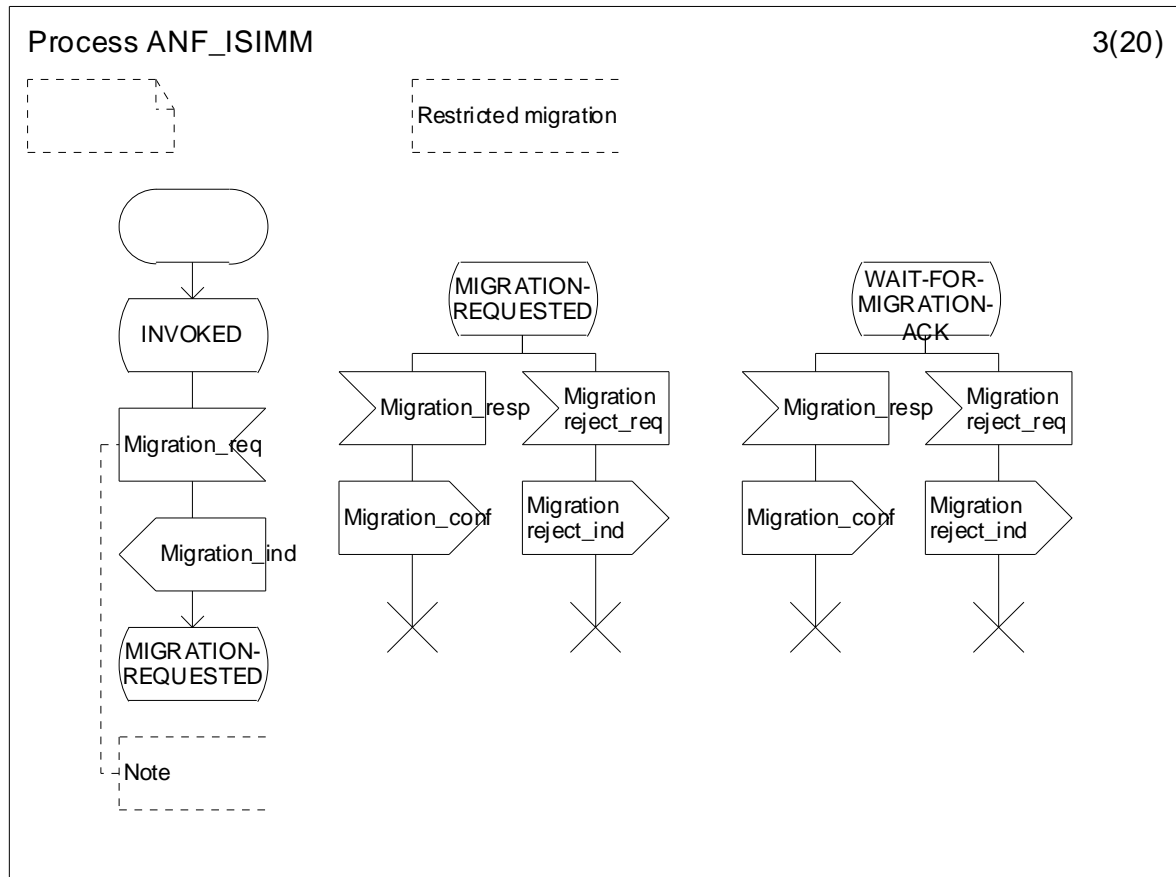 Process ANF_ISIMM
3(20)
Restricted migration
INVOKED
Migration_req
Migration_ind
MIGRATION-
REQUESTED
Note
MIGRATION-
REQUESTED
Migration_resp
Migration_conf
Migration
reject_req
Migration
reject_ind
WAIT-FOR-
MIGRATION-
ACK
Migration_resp
Migration_conf
Migration
reject_req
Migration
reject_ind